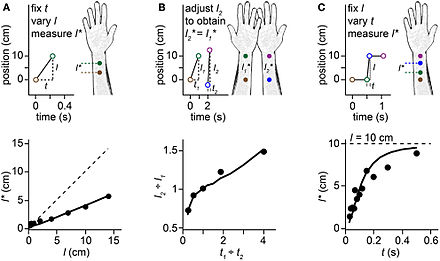 A
fix t
vary l
measure l*
position (cm)
10
5
0
l
t
l*
0
0.2
0.4
time (s)
B
adjust l2
to obtain
l2* = l1*
position (cm)
10
5
0
l1
l2
t1
t2
l1*
l2*
0
1
2
time (s)
C
fix l
vary t
measure l*
position (cm)
10
5
0
l
t
l*
0
1
time (s)
l* (cm)
15
10
5
0
0
5
10
15
l (cm)
l2 ÷ l1
1.5
1.0
0.5
0
2
4
t1 ÷ t2
l* (cm)
10
5
0
l = 10 cm
0
0.2
0.4
0.6
t (s)